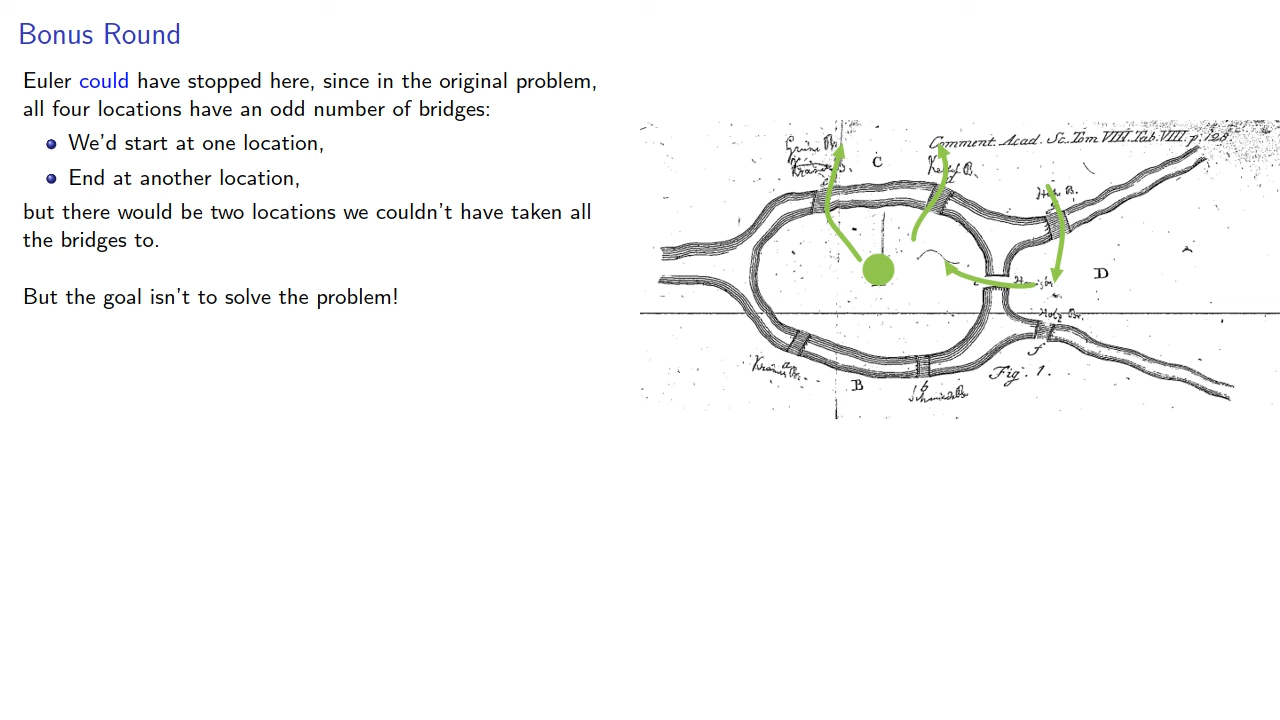 Bonus Round
Euler could have stopped here, since in the original problem,
all four locations have an odd number of bridges:
We'd start at one location,
End at another location,
but there would be two locations we couldn't have taken all
the bridges to.
But the goal isn't to solve the problem!
Comment. Acad. Sc. Tom. VIII. Tab. VIII. p. 128.
C
D
B
f
a
b
Fig. 1.